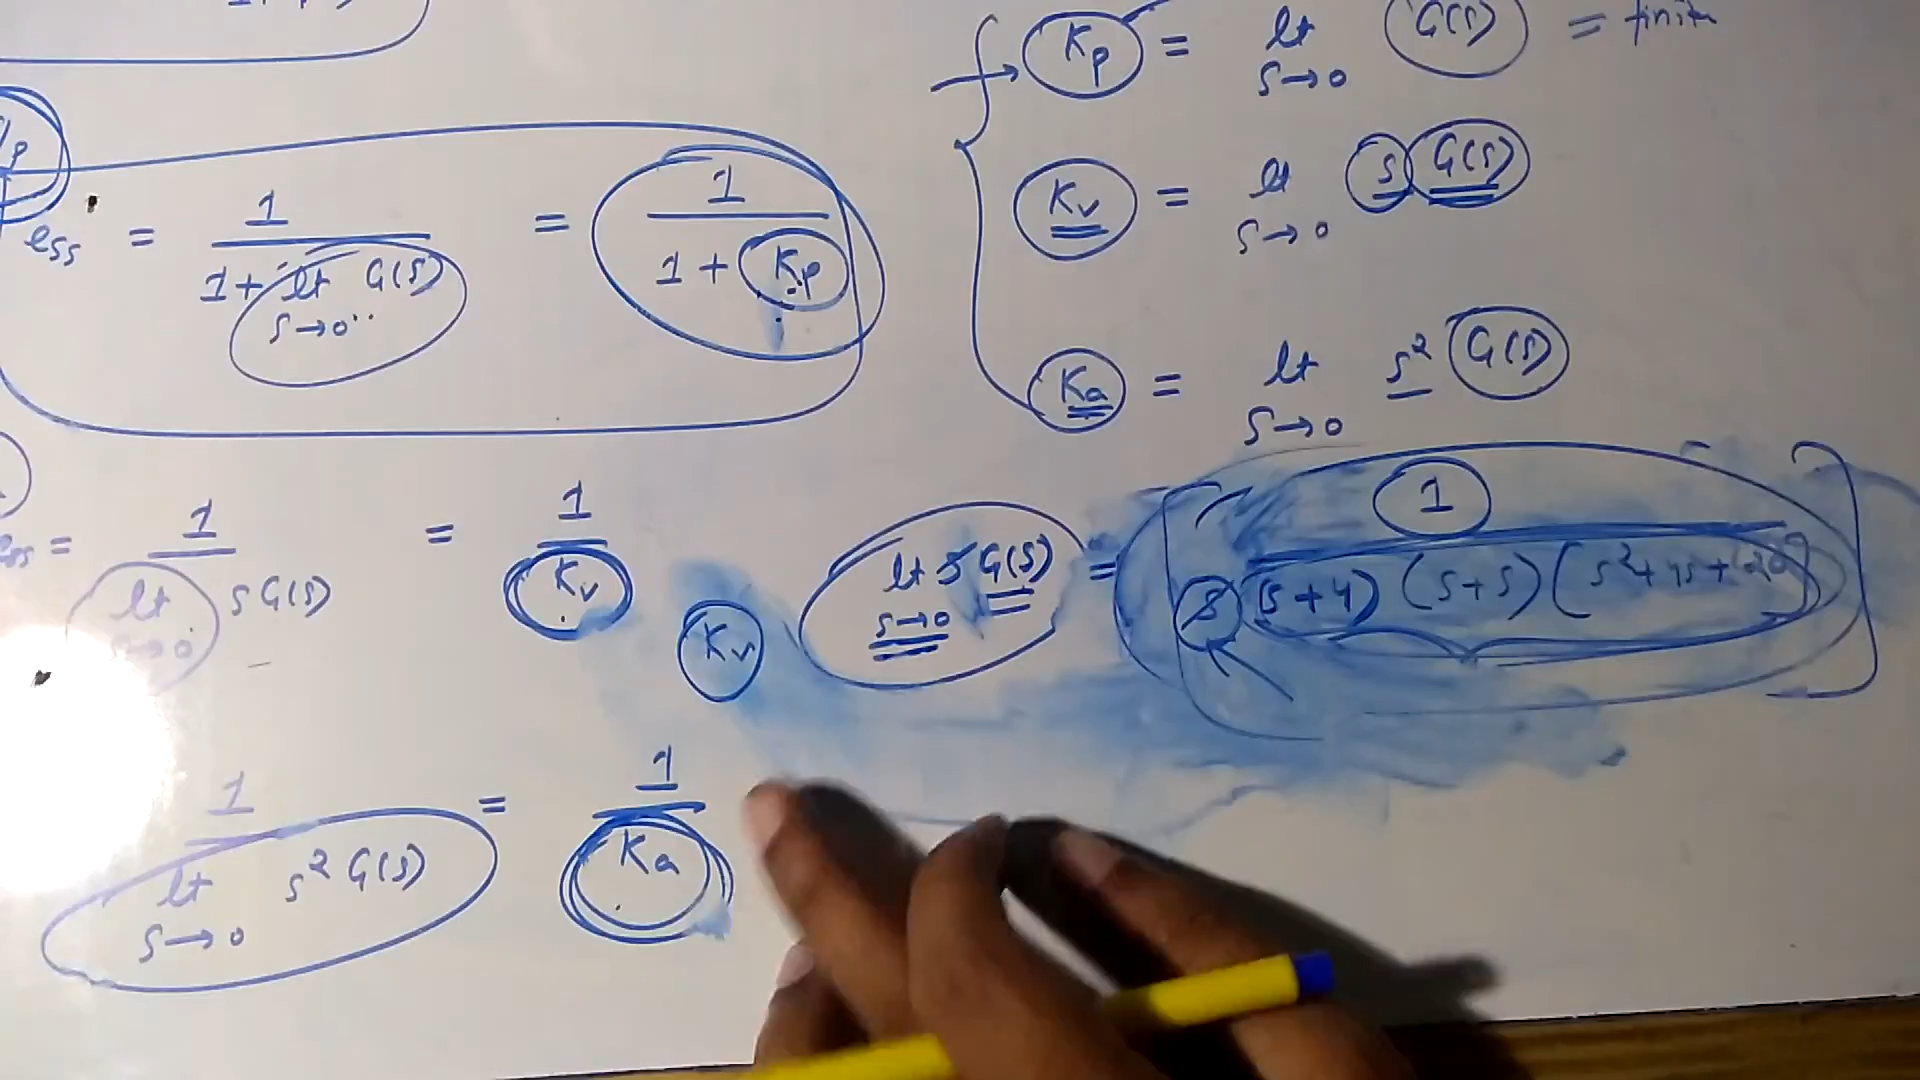 Kp = lt G(s) = finite
s→0
Kv = lt s G(s)
s→0
Ka = lt s² G(s)
s→0
ess = 1 / 1+ lt G(s) = 1 / 1 + Kp
s→0
ess = 1 / lt s G(s) = 1 / Kv
s→0
Kv lt s G(s) = 1 / s (s+4) (s+5) (s²+4s+20)
s→0
1 / lt s² G(s) = 1 / Ka
s→0